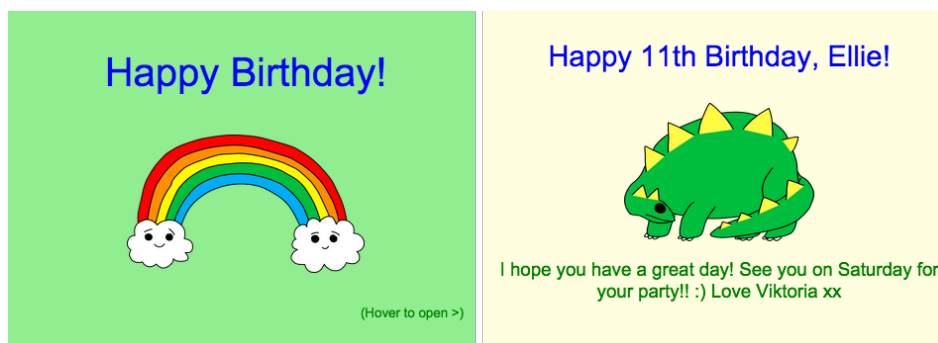 Happy Birthday!
(Hover to open >)
Happy 11th Birthday, Ellie!
I hope you have a great day! See you on Saturday for
your party!! :) Love Viktoria xx